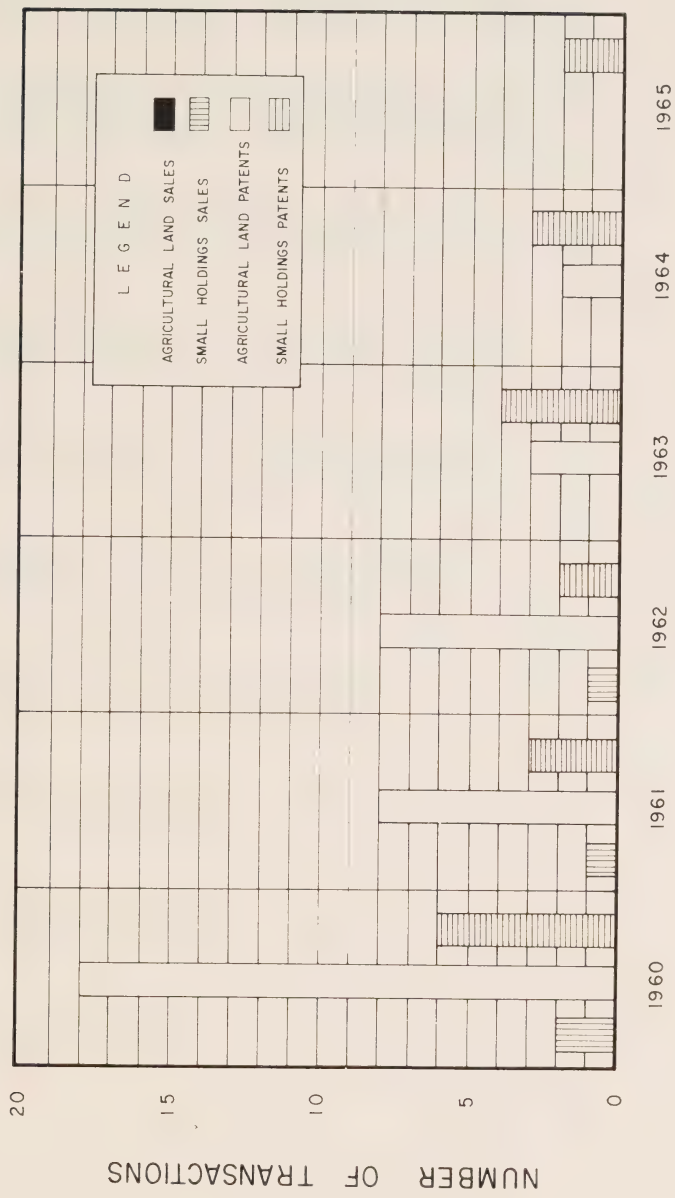 NUMBER OF TRANSACTIONS
20
15
10
5
0
L E G E N D
AGRICULTURAL LAND SALES
SMALL HOLDINGS SALES
AGRICULTURAL LAND PATENTS
SMALL HOLDINGS PATENTS
1960
1961
1962
1963
1964
1965